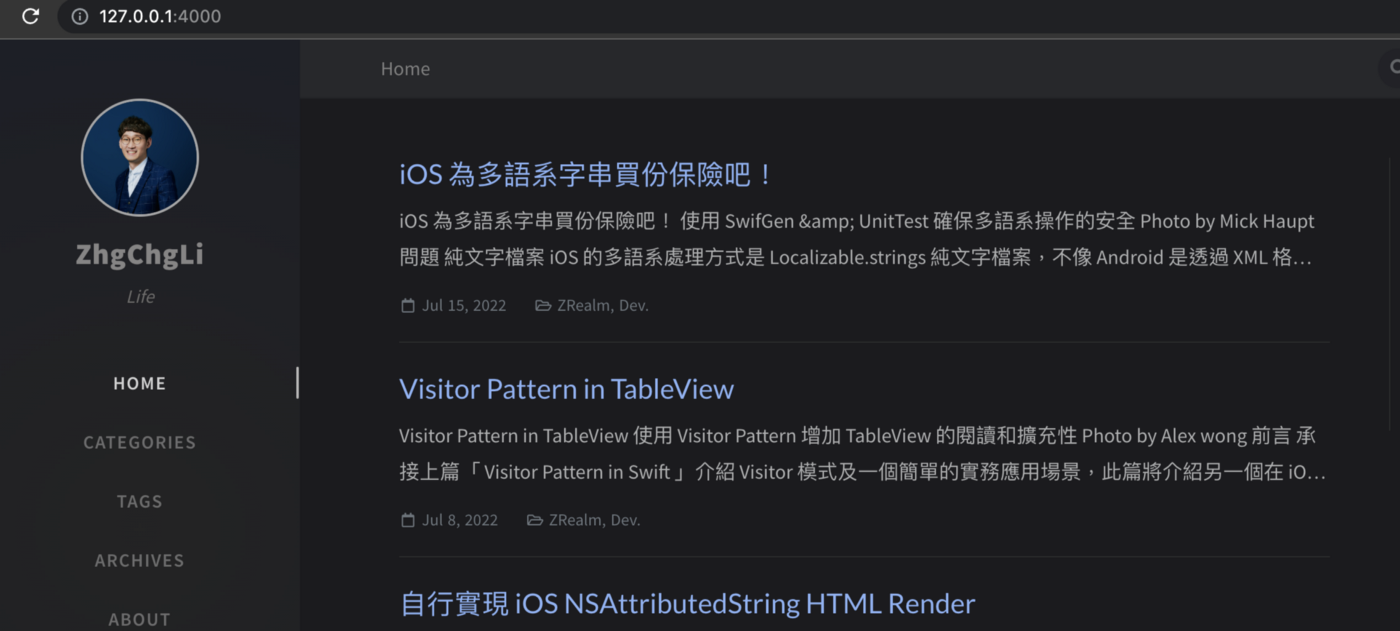 127.0.0.1:4000
Home
ZhgChgLi
Life
HOME
CATEGORIES
TAGS
ARCHIVES
ABOUT
iOS 為多語系字串買份保險吧！
iOS 為多語系字串買份保險吧！ 使用 SwifGen &amp; UnitTest 確保多語系操作的安全 Photo by Mick Haupt
問題 純文字檔案 iOS 的多語系處理方式是 Localizable.strings 純文字檔案，不像 Android 是透過 XML 格…
Jul 15, 2022 ZRealm, Dev.
Visitor Pattern in TableView
Visitor Pattern in TableView 使用 Visitor Pattern 增加 TableView 的閱讀和擴充性 Photo by Alex wong 前言 承
接上篇「 Visitor Pattern in Swift 」介紹 Visitor 模式及一個簡單的實務應用場景，此篇將介紹另一個在 iO…
Jul 8, 2022 ZRealm, Dev.
自行實現 iOS NSAttributedString HTML Render